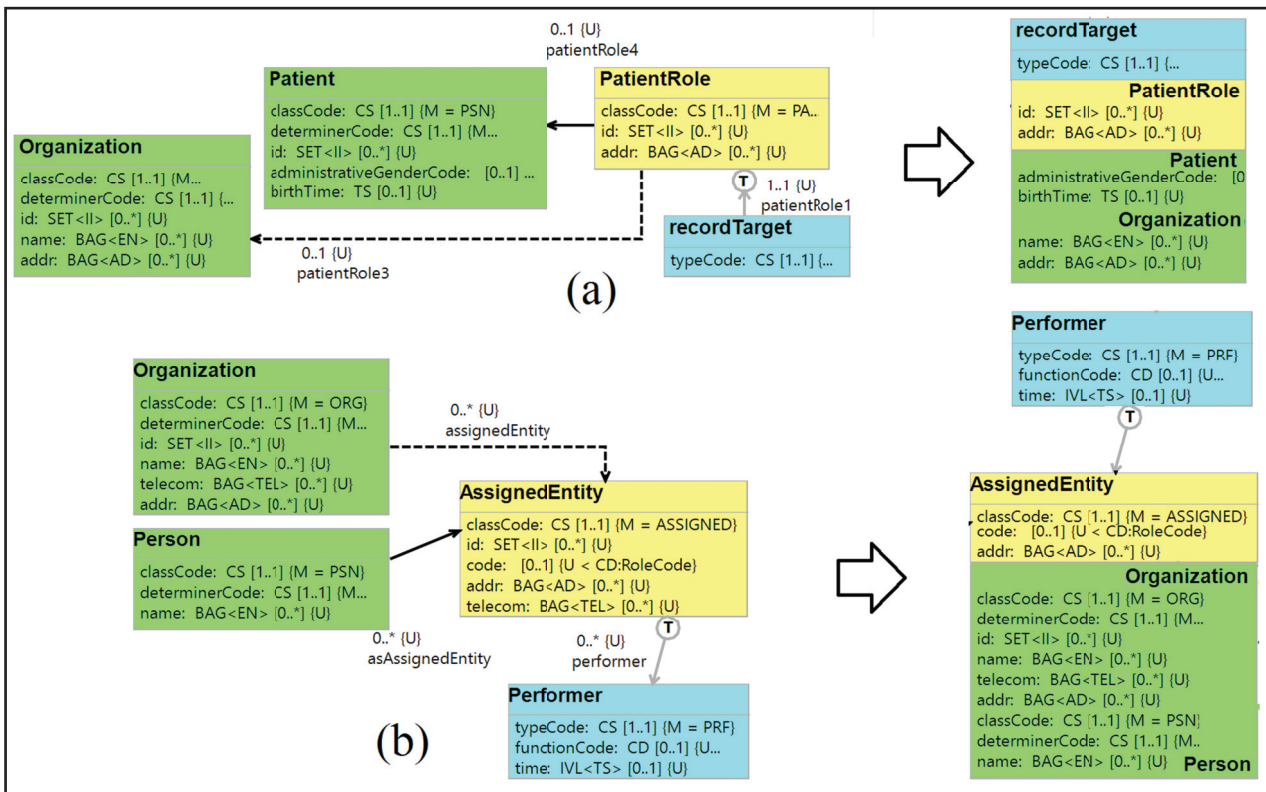 0..1 {U}
patientRole4
Patient
classCode: CS [1..1] {M = PSN}
determinerCode: CS [1..1] {M...
id: SET<II> [0..*] {U}
administrativeGenderCode: [0..1] ...
birthTime: TS [0..1] {U}
PatientRole
classCode: CS [1..1] {M = PA...
id: SET<II> [0..*] {U}
addr: BAG<AD> [0..*] {U}
Organization
classCode: CS [1..1] {M...
determinerCode: CS [1..1] {...
id: SET<II> [0..*] {U}
name: BAG<EN> [0..*] {U}
addr: BAG<AD> [0..*] {U}
T
1..1 {U}
patientRole1
recordTarget
typeCode: CS [1..1] {...
0..1 {U}
patientRole3
(a)
recordTarget
typeCode: CS [1..1] {...
PatientRole
id: SET<II> [0..*] {U}
addr: BAG<AD> [0..*] {U}
Patient
administrativeGenderCode: [0
birthTime: TS [0..1] {U}
Organization
name: BAG<EN> [0..*] {U}
addr: BAG<AD> [0..*] {U}
Organization
classCode: CS [1..1] {M = ORG}
determinerCode: CS [1..1] {M...
id: SET<II> [0..*] {U}
name: BAG<EN> [0..*] {U}
telecom: BAG<TEL> [0..*] {U}
addr: BAG<AD> [0..*] {U}
0..* {U}
assignedEntity
Person
classCode: CS [1..1] {M = PSN}
determinerCode: CS [1..1] {M...
name: BAG<EN> [0..*] {U}
AssignedEntity
classCode: CS [1..1] {M = ASSIGNED}
id: SET<II> [0..*] {U}
code: [0..1] {U < CD:RoleCode}
addr: BAG<AD> [0..*] {U}
telecom: BAG<TEL> [0..*] {U}
0..* {U}
asAssignedEntity
T
0..* {U}
performer
Performer
typeCode: CS [1..1] {M = PRF}
functionCode: CD [0..1] {U...
time: IVL<TS> [0..1] {U}
(b)
Performer
typeCode: CS [1..1] {M = PRF}
functionCode: CD [0..1] {U...
time: IVL<TS> [0..1] {U}
T
AssignedEntity
classCode: CS [1..1] {M = ASSIGNED}
code: [0..1] {U < CD:RoleCode}
addr: BAG<AD> [0..*] {U}
Organization
classCode: CS [1..1] {M = ORG}
determinerCode: CS [1..1] {M...
id: SET<II> [0..*] {U}
name: BAG<EN> [0..*] {U}
telecom: BAG<TEL> [0..*] {U}
addr: BAG<AD> [0..*] {U}
classCode: CS [1..1] {M = PSN}
determinerCode: CS [1..1] {M..
name: BAG<EN> [0..*] {U}
Person